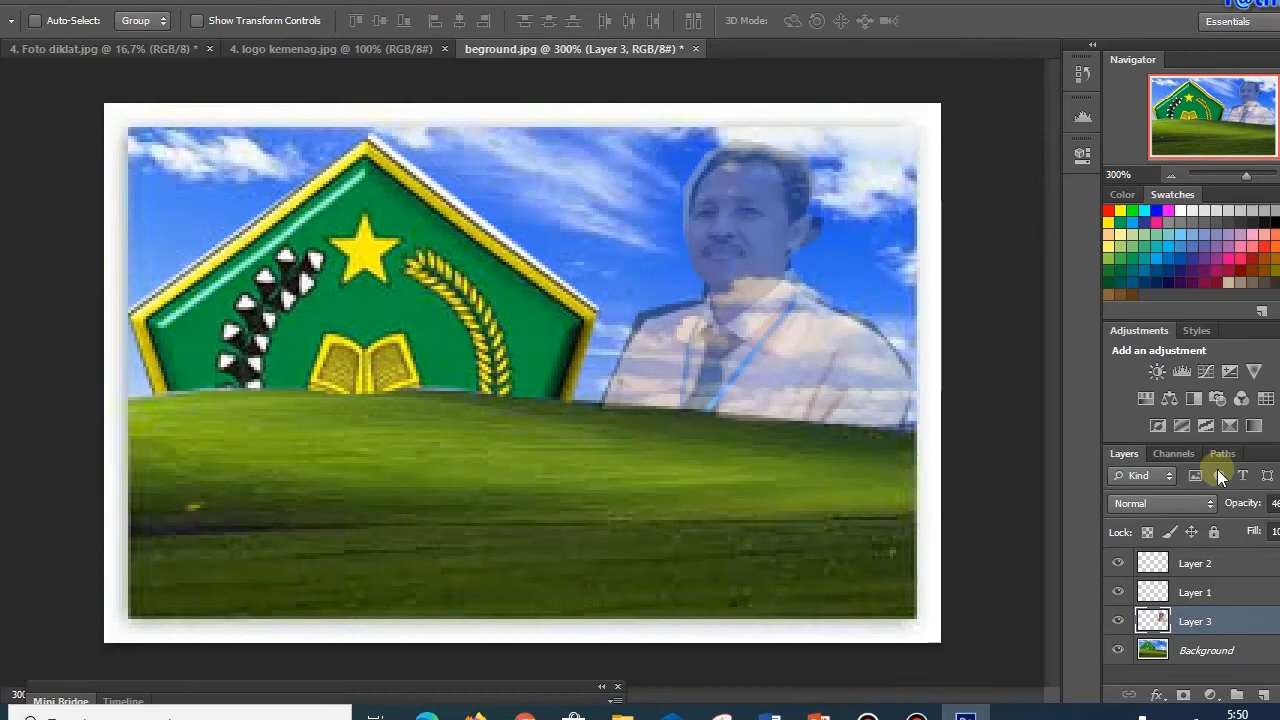 Auto-Select: Group Show Transform Controls 3D Mode: Essentials
4. Foto diklat.jpg @ 16,7% (RGB/8) * × 4. logo kemenag.jpg @ 100% (RGB/8#) × beground.jpg @ 300% (Layer 3, RGB/8#) * ×
Navigator
300%
Color Swatches
Adjustments Styles
Add an adjustment
Layers Channels Paths
Kind
Normal Opacity:
Lock: Fill:
Layer 2
Layer 1
Layer 3
Background
Mini Bridge Timeline
5:50